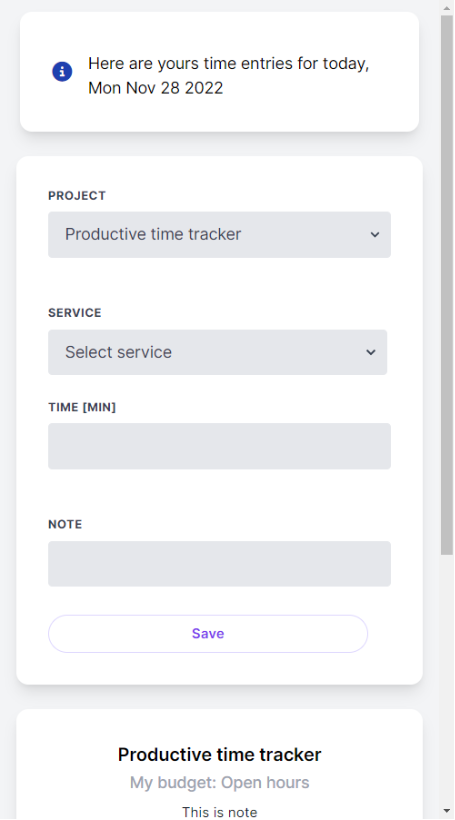 Here are yours time entries for today,
Mon Nov 28 2022
PROJECT
Productive time tracker
SERVICE
Select service
TIME [MIN]
NOTE
Save
Productive time tracker
My budget: Open hours
This is note